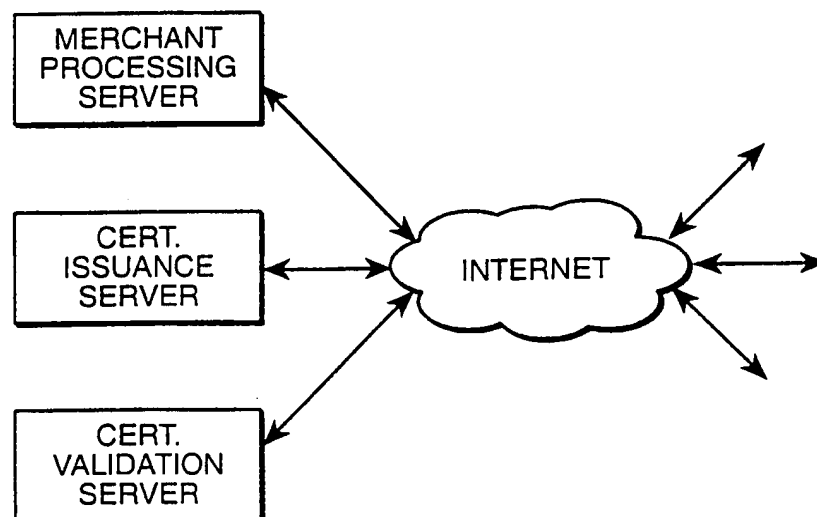 MERCHANT
PROCESSING
SERVER
CERT.
ISSUANCE
SERVER
INTERNET
CERT.
VALIDATION
SERVER